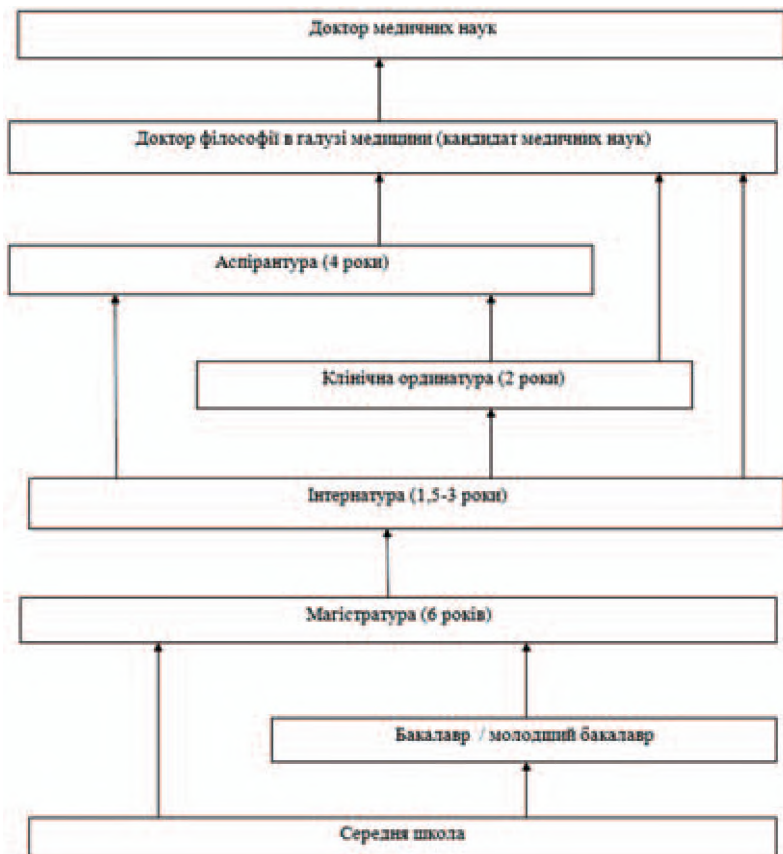 Доктор медичних наук
Доктор філософії в галузі медицини (кандидат медичних наук)
Аспірантура (4 роки)
Клінічна ординатура (2 роки)
Інтернатура (1,5-3 роки)
Магістратура (6 років)
Бакалавр / молодший бакалавр
Середня школа